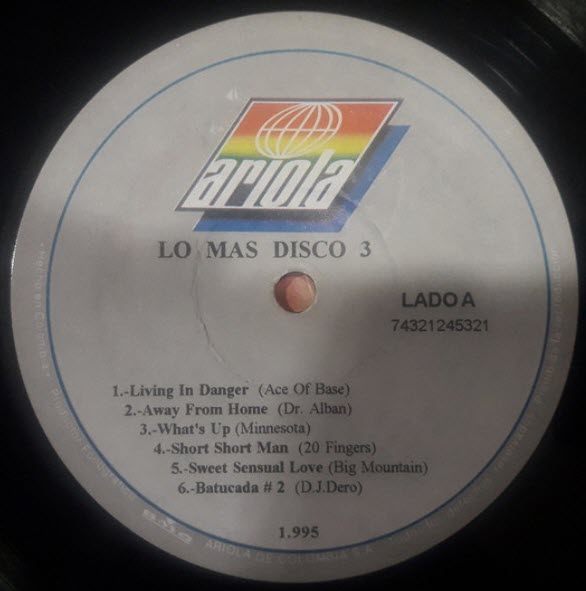 ariola
LO MAS DISCO 3
LADO A
74321245321
1.-Living In Danger (Ace Of Base)
2.-Away From Home (Dr. Alban)
3.-What's Up (Minnesota)
4.-Short Short Man (20 Fingers)
5.-Sweet Sensual Love (Big Mountain)
6.-Batucada # 2 (D.J.Dero)
1.995
BMG ARIOLA DE COLOMBIA S.A.